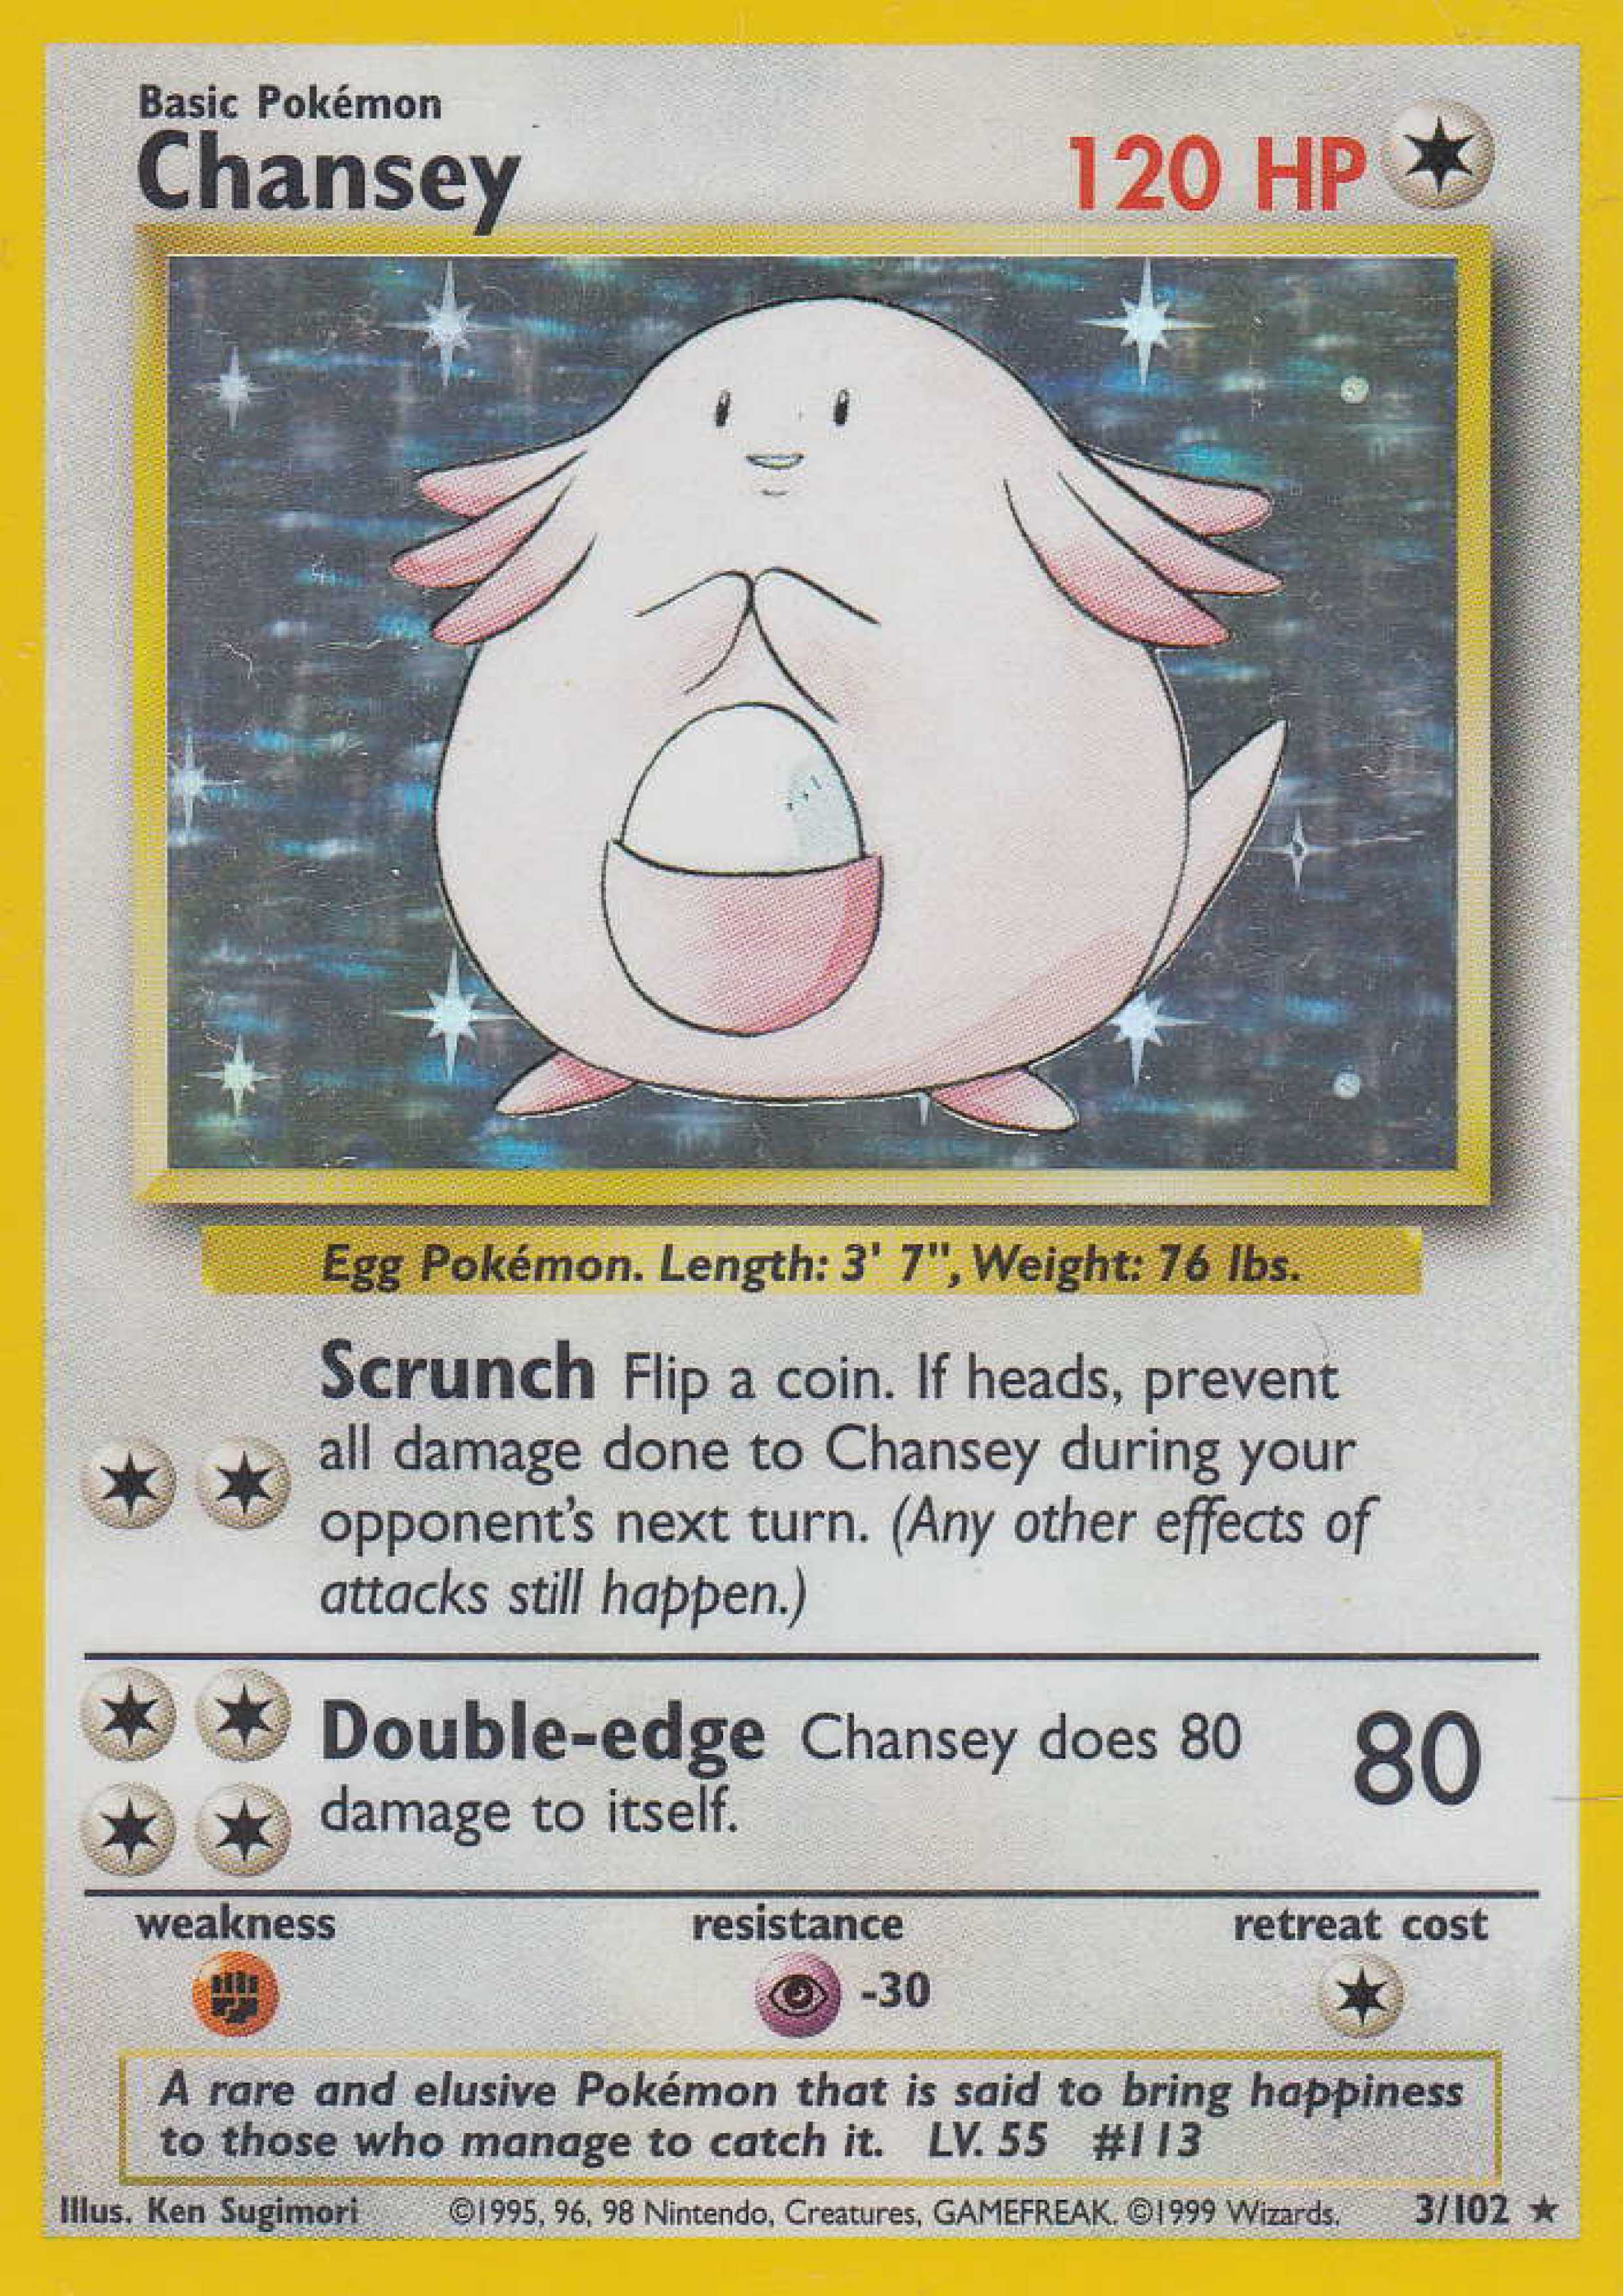 Basic Pokémon
Chansey
120 HP
Egg Pokémon. Length: 3' 7", Weight: 76 lbs.
Scrunch Flip a coin. If heads, prevent
all damage done to Chansey during your
opponent's next turn. (Any other effects of
attacks still happen.)
Double-edge Chansey does 80
damage to itself.
80
weakness
resistance
retreat cost
-30
A rare and elusive Pokémon that is said to bring happiness
to those who manage to catch it. LV. 55 #113
Illus. Ken Sugimori ©1995, 96, 98 Nintendo, Creatures, GAMEFREAK. ©1999 Wizards. 3/102 ★